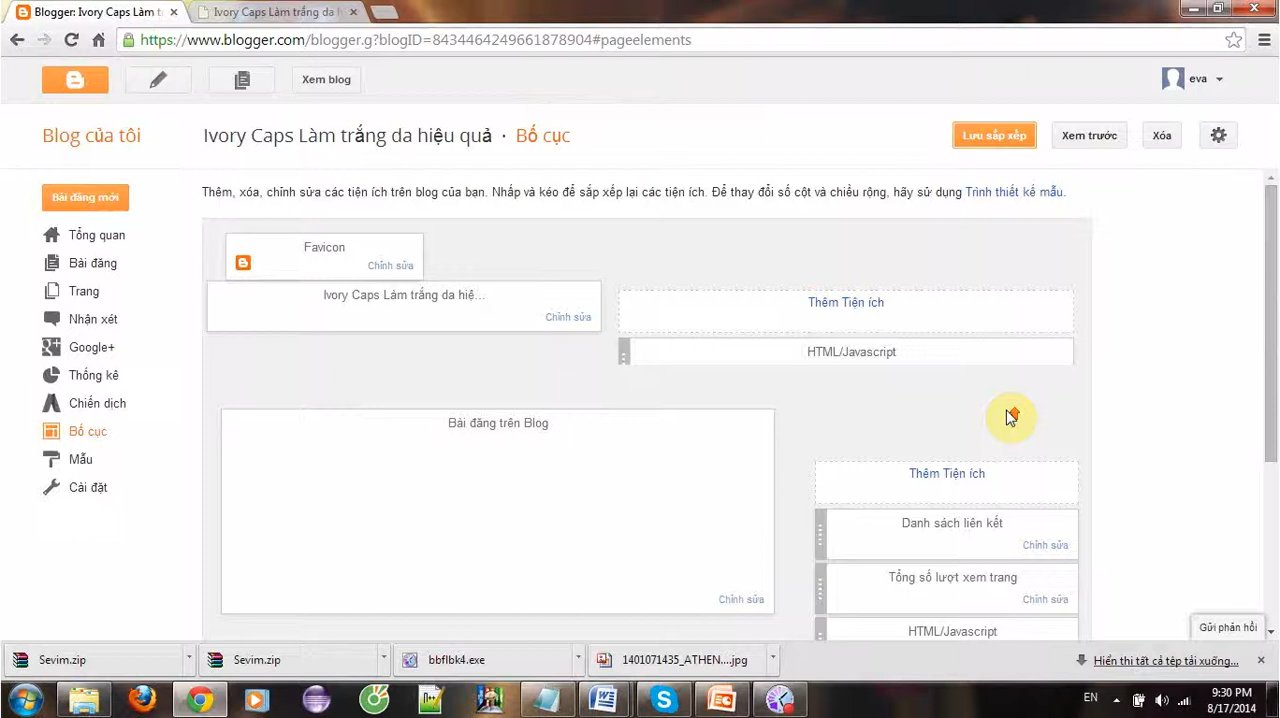 Blogger: Ivory Caps Làm tr
Ivory Caps Làm trắng da h
https://www.blogger.com/blogger.g?blogID=8434464249661878904#pageelements
Xem blog
eva
Blog của tôi
Ivory Caps Làm trắng da hiệu quả · Bố cục
Lưu sắp xếp
Xem trước
Xóa
Bài đăng mới
Thêm, xóa, chỉnh sửa các tiện ích trên blog của bạn. Nhấp và kéo để sắp xếp lại các tiện ích. Để thay đổi số cột và chiều rộng, hãy sử dụng Trình thiết kế mẫu.
Tổng quan
Bài đăng
Trang
Nhận xét
Google+
Thống kê
Chiến dịch
Bố cục
Mẫu
Cài đặt
Favicon
Chỉnh sửa
Ivory Caps Làm trắng da hiệ...
Chỉnh sửa
Thêm Tiện ích
HTML/Javascript
Bài đăng trên Blog
Chỉnh sửa
Thêm Tiện ích
Danh sách liên kết
Chỉnh sửa
Tổng số lượt xem trang
Chỉnh sửa
HTML/Javascript
Gửi phản hồi
Sevim.zip
Sevim.zip
bbflbk4.exe
1401071435_ATHEN....jpg
Hiển thị tất cả tệp tải xuống...
EN
9:30 PM
8/17/2014